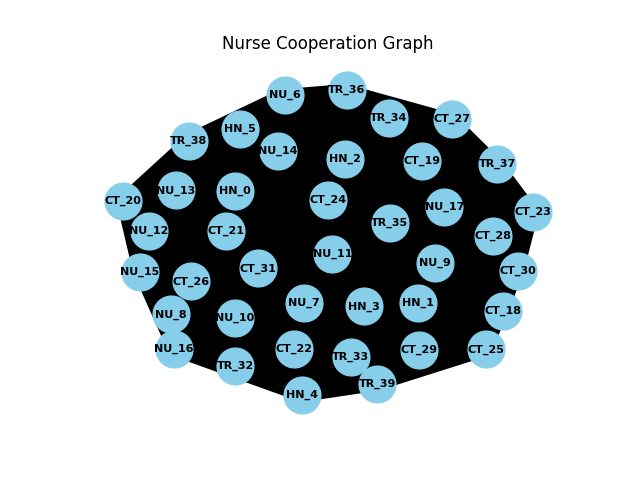 Nurse Cooperation Graph
TR_36
NU_6
TR_34
CT_27
HN_5
TR_38
NU_14
HN_2
CT_19
TR_37
NU_13
HN_0
CT_24
CT_20
NU_17
CT_23
TR_35
NU_12
CT_21
CT_28
NU_11
NU_9
CT_31
NU_15
CT_30
CT_26
NU_7
HN_1
HN_3
CT_18
NU_8
NU_10
NU_16
CT_22
CT_29
CT_25
TR_33
TR_32
TR_39
HN_4